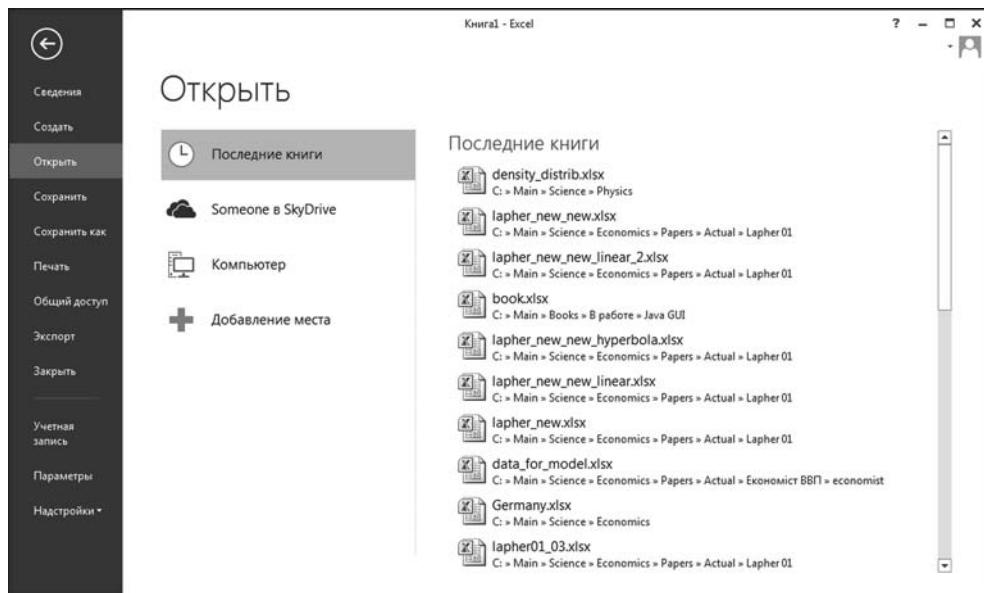 Книга1 - Excel
?
Сведения
Создать
Открыть
Сохранить
Сохранить как
Печать
Общий доступ
Экспорт
Закрыть
Учетная
запись
Параметры
Надстройки
Открыть
Последние книги
Someone в SkyDrive
Компьютер
Добавление места
Последние книги
density_distrib.xlsx
C: » Main » Science » Physics
lapher_new_new.xlsx
C: » Main » Science » Economics » Papers » Actual » Lapher 01
lapher_new_new_linear_2.xlsx
C: » Main » Science » Economics » Papers » Actual » Lapher 01
book.xlsx
C: » Main » Books » В работе » Java GUI
lapher_new_new_hyperbola.xlsx
C: » Main » Science » Economics » Papers » Actual » Lapher 01
lapher_new_new_linear.xlsx
C: » Main » Science » Economics » Papers » Actual » Lapher 01
lapher_new.xlsx
C: » Main » Science » Economics » Papers » Actual » Lapher 01
data_for_model.xlsx
C: » Main » Science » Economics » Papers » Actual » Економіст ВВП » economist
Germany.xlsx
C: » Main » Science » Economics
lapher01_03.xlsx
C: » Main » Science » Economics » Papers » Actual » Lapher 01